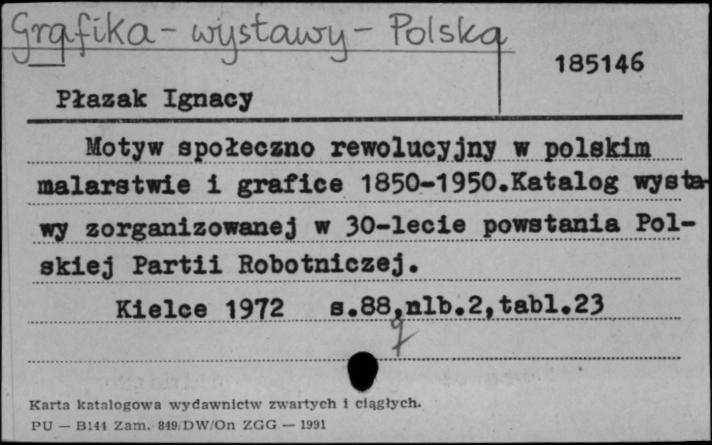 Grafika - wystawy - Polska
185146
Płazak Ignacy
Motyw społeczno rewolucyjny w polskim
malarstwie i grafice 1850-1950.Katalog wysta-
wy zorganizowanej w 30-lecie powstania Pol-
skiej Partii Robotniczej.
Kielce 1972 s.88,nlb.2,tabl.23
Karta katalogowa wydawnictw zwartych i ciągłych.
PU — B144 Zam. 849/DW/On ZGG — 1991